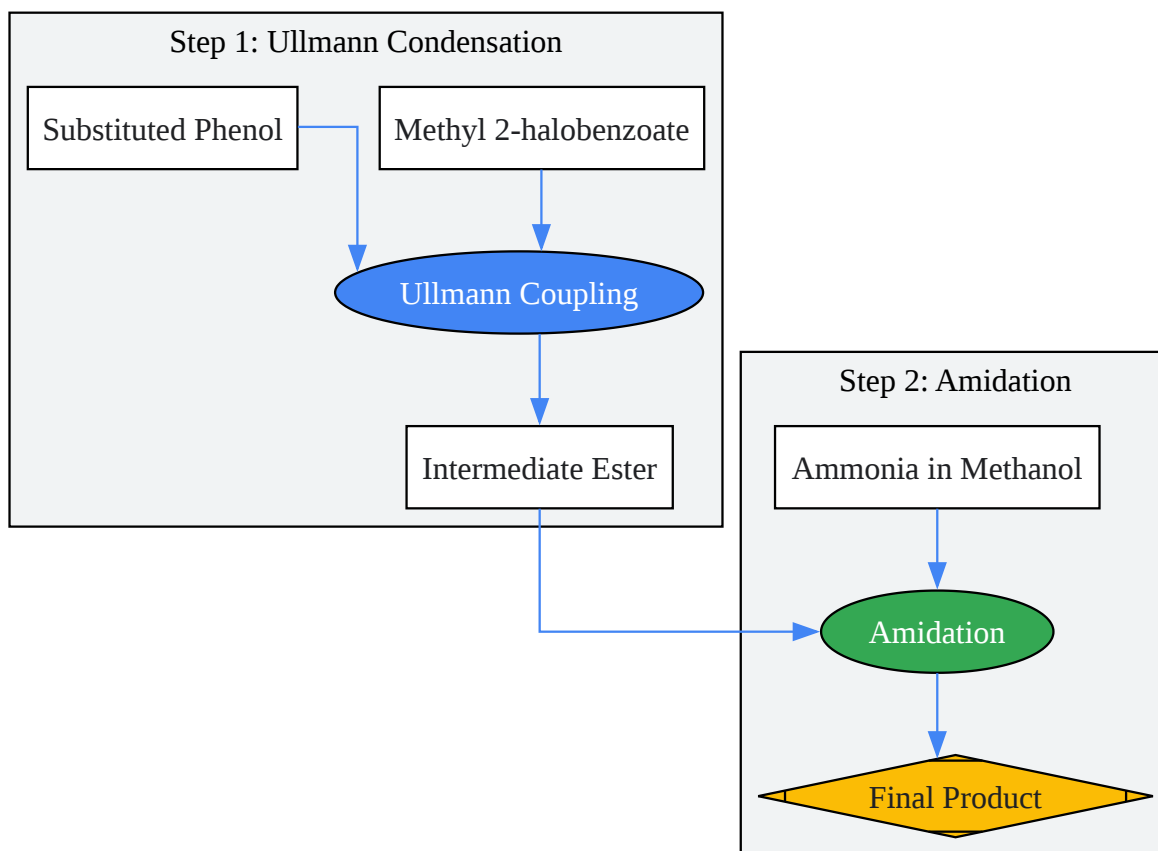 Step 1: Ullmann Condensation
Substituted Phenol
Methyl 2-halobenzoate
Ullmann Coupling
Intermediate Ester
Step 2: Amidation
Ammonia in Methanol
Amidation
Final Product